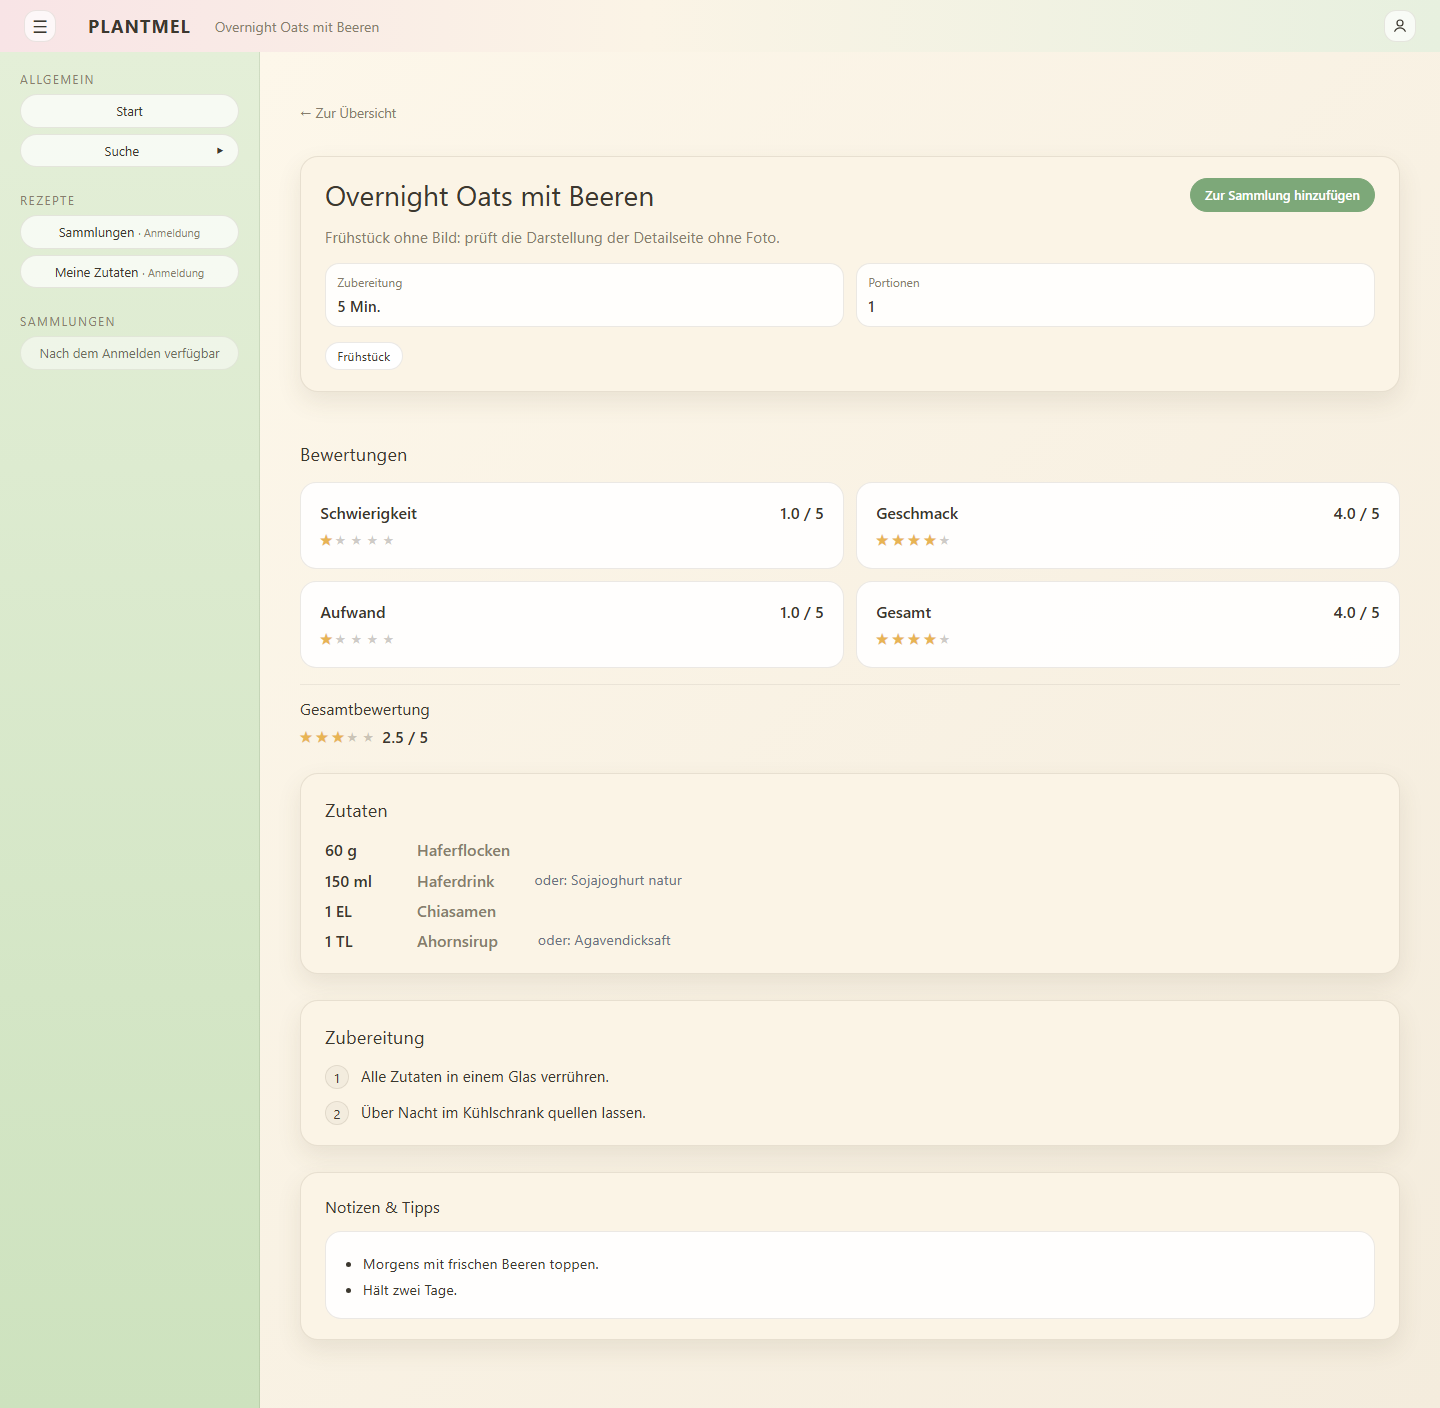 ☰ PLANTMEL Overnight Oats mit Beeren
ALLGEMEIN
Start
Suche ▸
REZEPTE
Sammlungen · Anmeldung
Meine Zutaten · Anmeldung
SAMMLUNGEN
Nach dem Anmelden verfügbar
← Zur Übersicht
Overnight Oats mit Beeren
Zur Sammlung hinzufügen
Frühstück ohne Bild: prüft die Darstellung der Detailseite ohne Foto.
Zubereitung
5 Min.
Portionen
1
Frühstück
Bewertungen
Schwierigkeit 1.0 / 5
★★★★★
Geschmack 4.0 / 5
★★★★★
Aufwand 1.0 / 5
★★★★★
Gesamt 4.0 / 5
★★★★★
Gesamtbewertung
★★★★★ 2.5 / 5
Zutaten
60 g Haferflocken
150 ml Haferdrink oder: Sojajoghurt natur
1 EL Chiasamen
1 TL Ahornsirup oder: Agavendicksaft
Zubereitung
1 Alle Zutaten in einem Glas verrühren.
2 Über Nacht im Kühlschrank quellen lassen.
Notizen & Tipps
• Morgens mit frischen Beeren toppen.
• Hält zwei Tage.